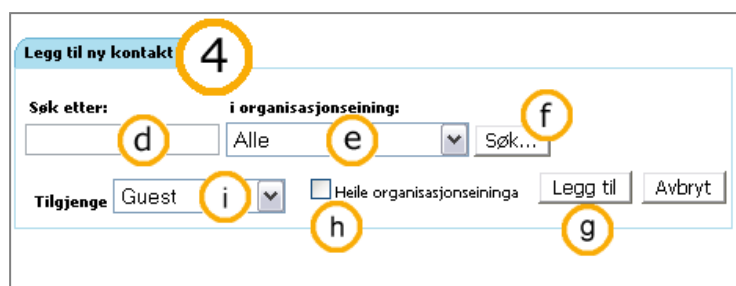 Legg til ny kontakt 4
Søk etter: i organisasjonseining: f
d Alle e Søk...
Tilgjenge Guest i Heile organisasjonseininga Legg til Avbryt
h g